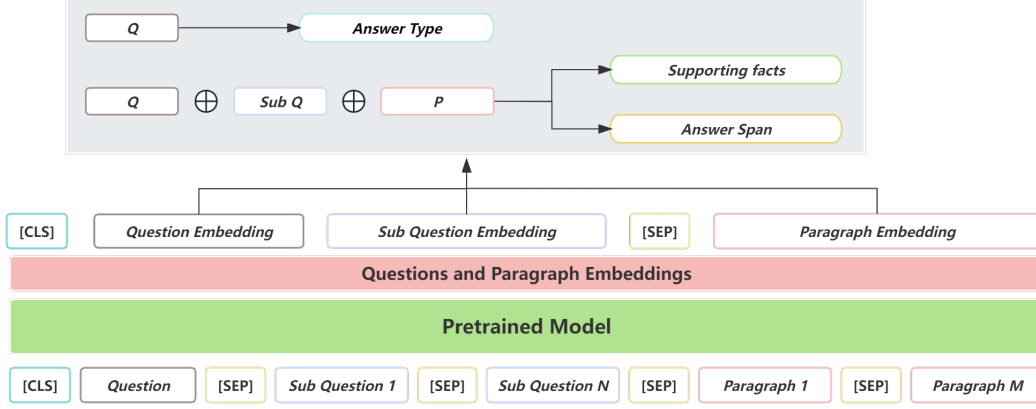 Q Answer Type
Supporting facts
Q Sub Q P
Answer Span
[CLS] Question Embedding Sub Question Embedding [SEP] Paragraph Embedding
Questions and Paragraph Embeddings
Pretrained Model
[CLS] Question [SEP] Sub Question 1 [SEP] Sub Question N [SEP] Paragraph 1 [SEP] Paragraph M